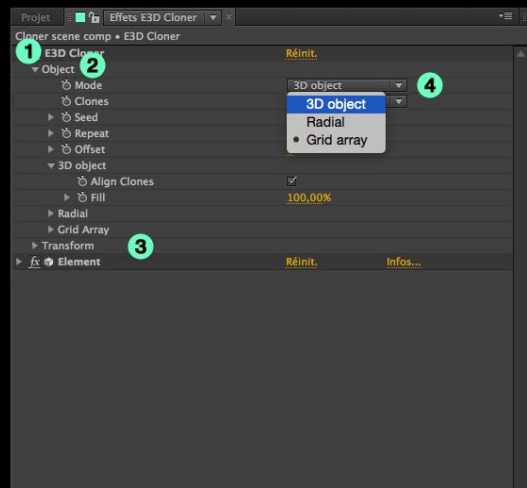 Projet Effets E3D Cloner
Cloner scene comp • E3D Cloner
1 E3D Cloner Réinit.
Object 2
Mode 3D object 4
Clones 3D object
Seed Radial
Repeat • Grid array
Offset
3D object
Align Clones
Fill 100,00%
Radial
Grid Array
Transform 3
fx Element Réinit. Infos...